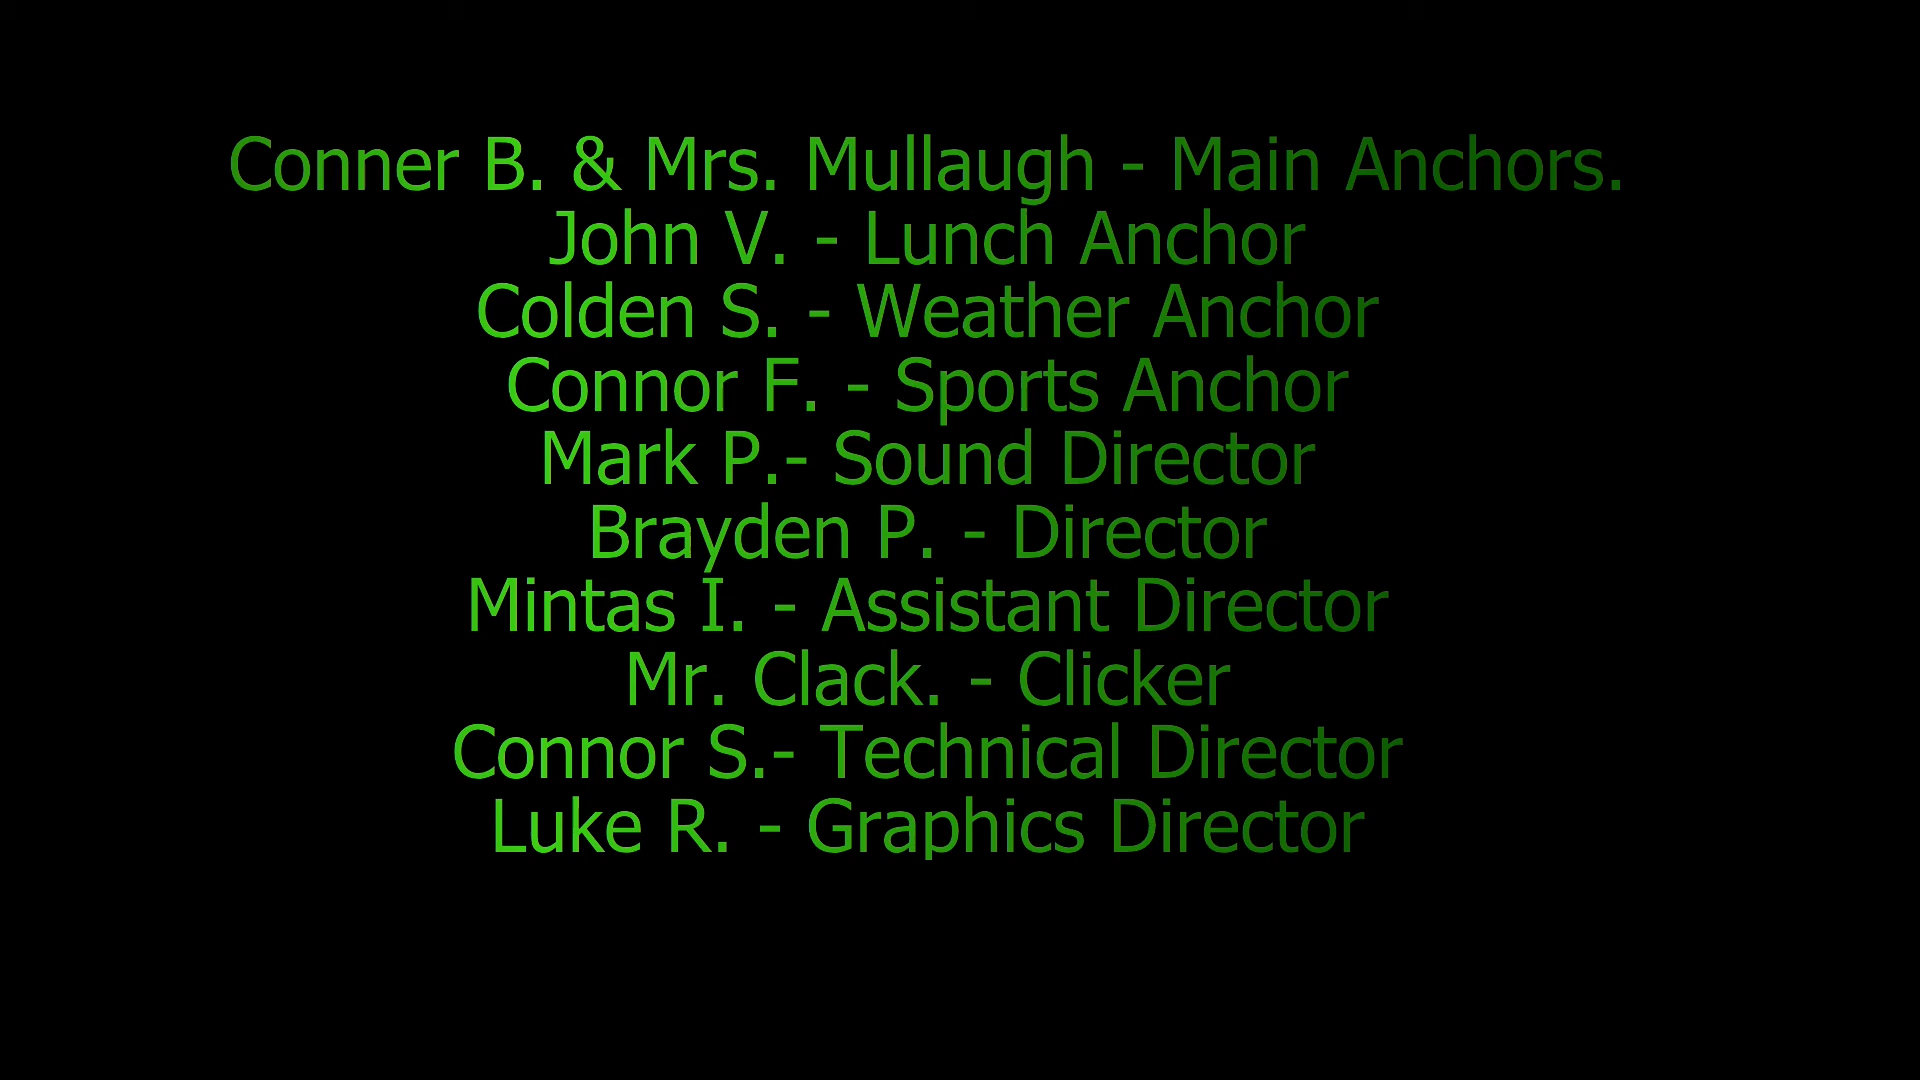 Conner B. & Mrs. Mullaugh - Main Anchors.
John V. - Lunch Anchor
Colden S. - Weather Anchor
Connor F. - Sports Anchor
Mark P.- Sound Director
Brayden P. - Director
Mintas I. - Assistant Director
Mr. Clack. - Clicker
Connor S.- Technical Director
Luke R. - Graphics Director